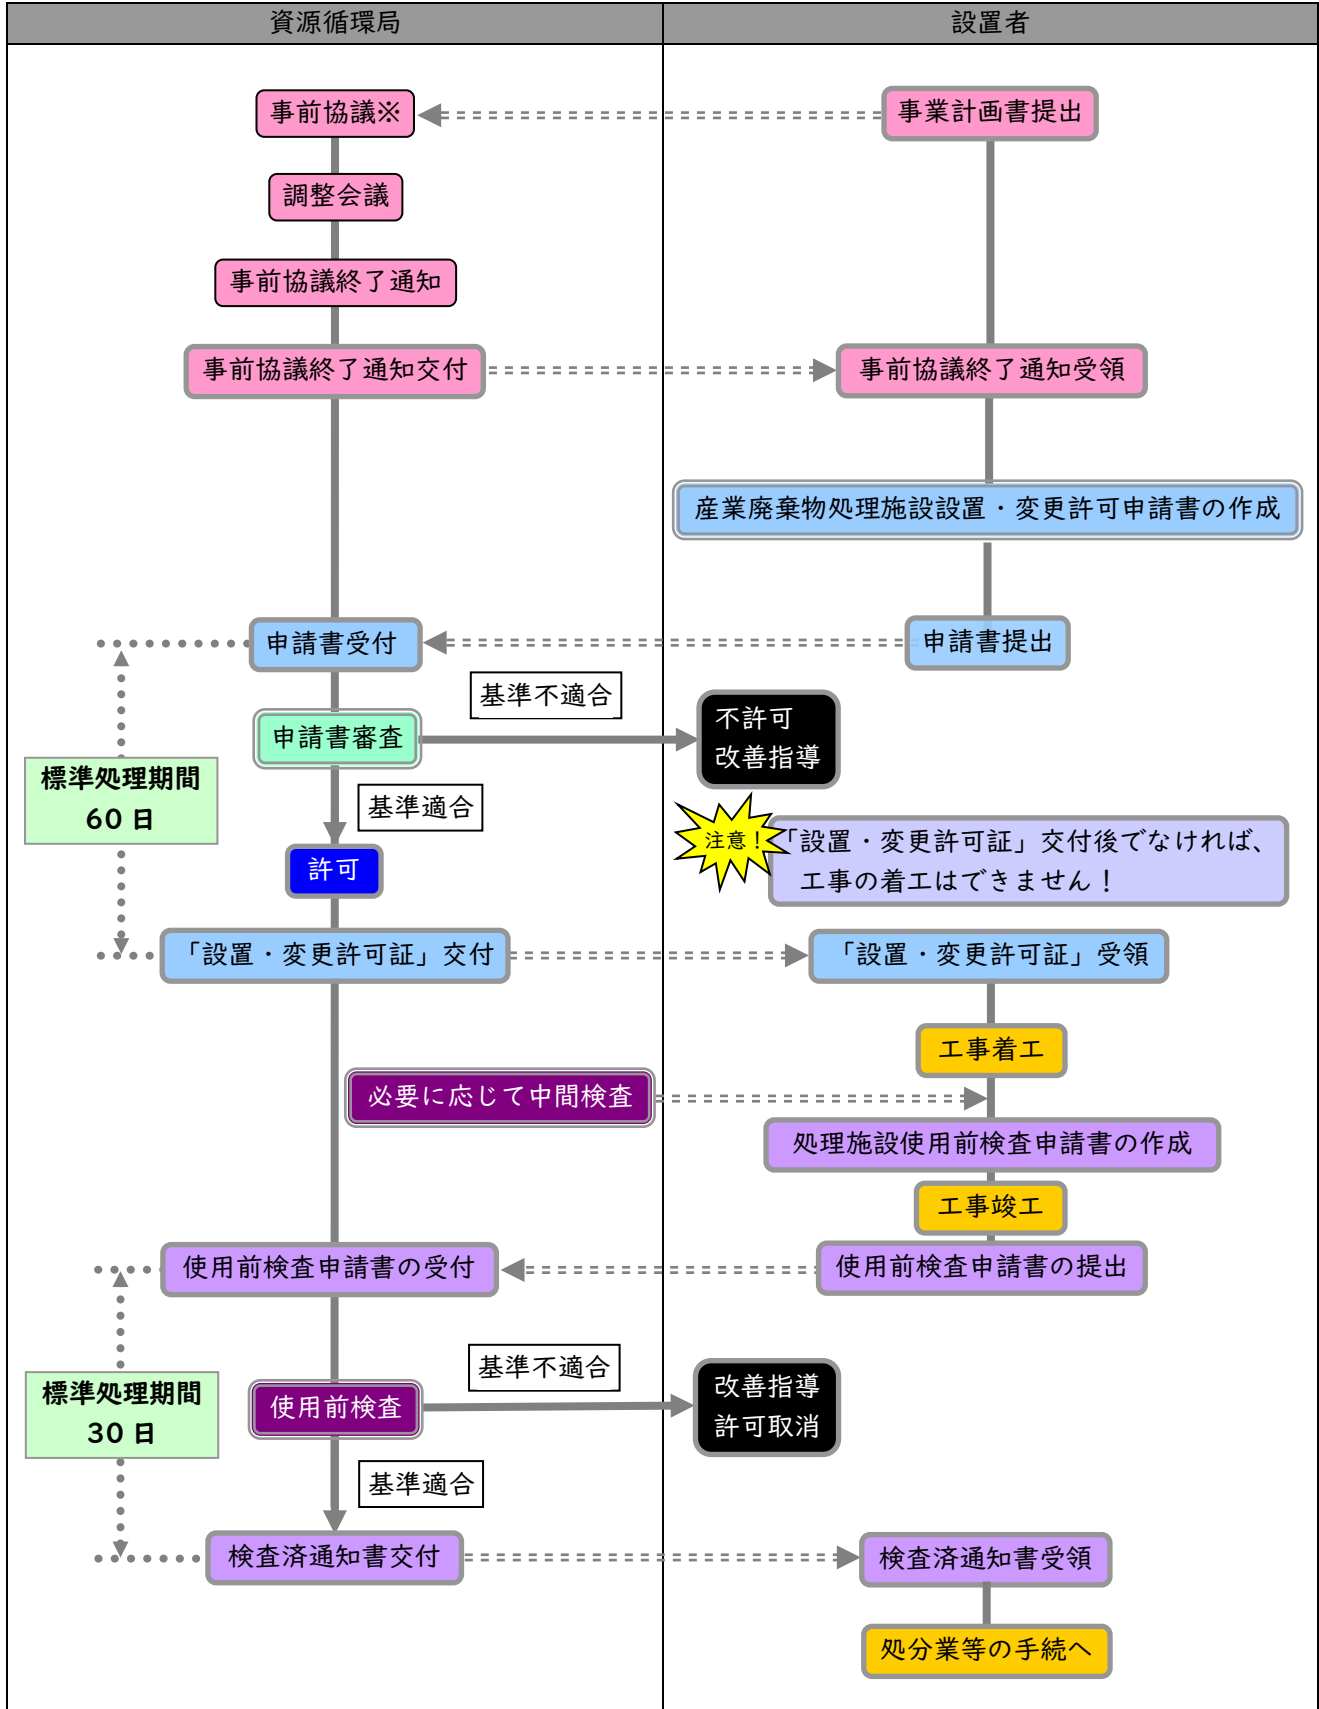 資源循環局
設置者
事前協議※
事業計画書提出
調整会議
事前協議終了通知
事前協議終了通知交付
事前協議終了通知受領
産業廃棄物処理施設設置・変更許可申請書の作成
申請書受付
申請書提出
基準不適合
申請書審査
不許可
改善指導
標準処理期間
60日
基準適合
注意！
「設置・変更許可証」交付後でなければ、
工事の着工はできません！
許可
「設置・変更許可証」交付
「設置・変更許可証」受領
工事着工
必要に応じて中間検査
処理施設使用前検査申請書の作成
工事竣工
使用前検査申請書の受付
使用前検査申請書の提出
基準不適合
使用前検査
改善指導
許可取消
標準処理期間
30日
基準適合
検査済通知書交付
検査済通知書受領
処分業等の手続へ